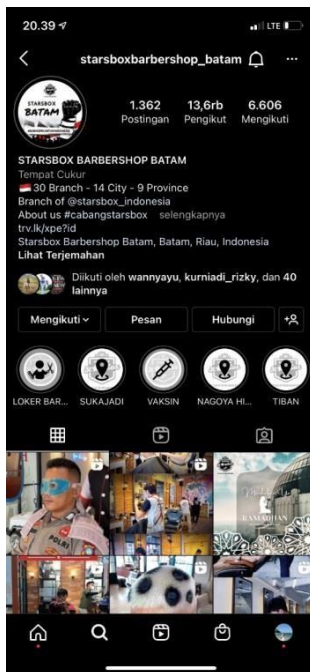 20.39
LTE
starsboxbarbershop_batam
STARSBOX
BATAM
1.362 13,6rb 6.606
Postingan Pengikut Mengikuti
STARSBOX BARBERSHOP BATAM
Tempat Cukur
30 Branch - 14 City - 9 Province
Branch of @starsbox_indonesia
About us #cabangstarsbox selengkapnya
trv.lk/xpe?id
Starsbox Barbershop Batam, Batam, Riau, Indonesia
Lihat Terjemahan
Diikuti oleh wannyayu, kurniadi_rizky, dan 40
lainnya
Mengikuti Pesan Hubungi
LOKER BAR... SUKAJADI VAKSIN NAGOYA HI... TIBAN
POLRI
RAMADHAN